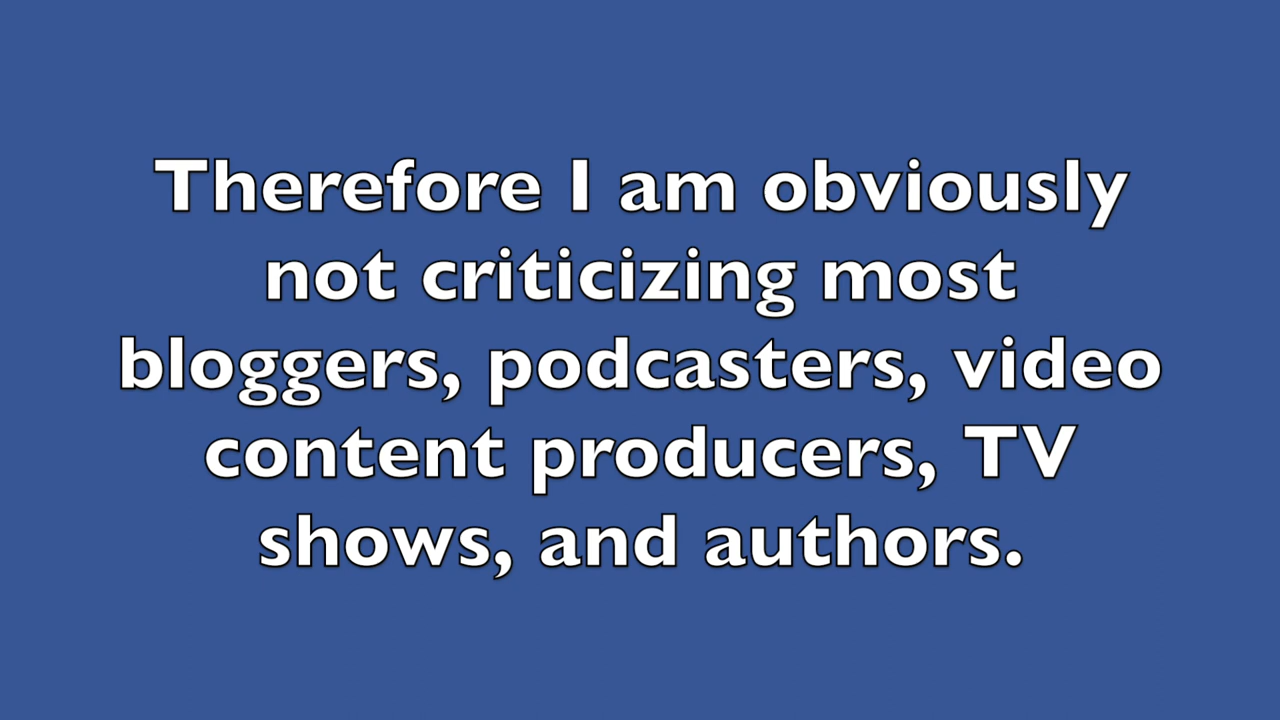 Therefore I am obviously
not criticizing most
bloggers, podcasters, video
content producers, TV
shows, and authors.